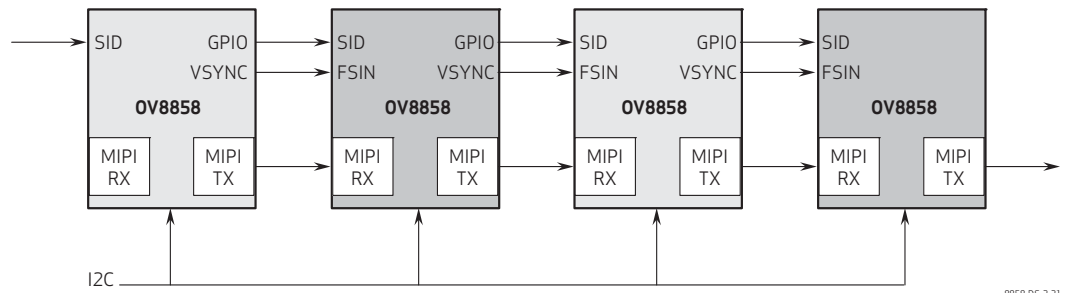 SID GPIO SID GPIO SID GPIO SID
VSYNC FSIN VSYNC FSIN VSYNC FSIN
OV8858 OV8858 OV8858 OV8858
MIPI RX MIPI TX MIPI RX MIPI TX MIPI RX MIPI TX MIPI RX MIPI TX
I2C